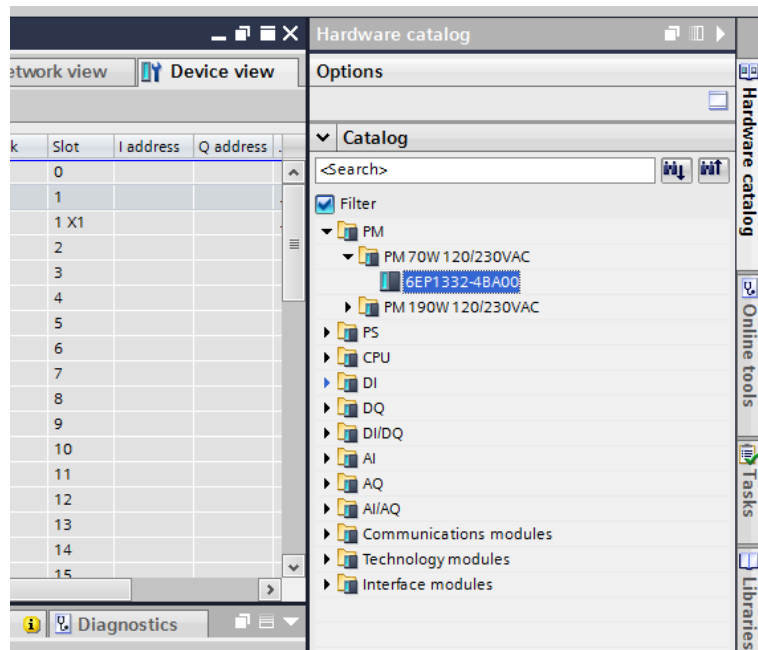 Hardware catalog
etwork view
Device view
Options
k Slot I address Q address .
0
1
1 X1
2
3
4
5
6
7
8
9
10
11
12
13
14
15
Catalog
<Search>
Filter
PM
PM 70W 120/230VAC
6EP1332-4BA00
PM 190W 120/230VAC
PS
CPU
DI
DQ
DI/DQ
AI
AQ
AI/AQ
Communications modules
Technology modules
Interface modules
Diagnostics
Hardware catalog
Online tools
Tasks
Libraries